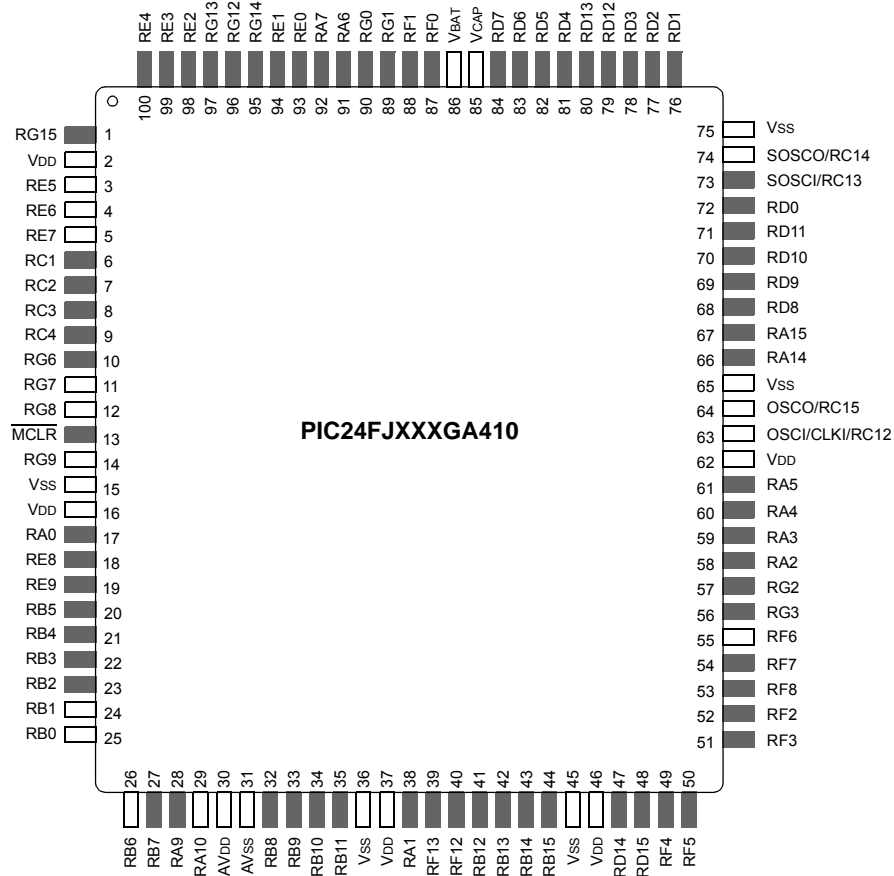 RE4 RE3 RE2 RG13 RG12 RG14 RE1 RE0 RA7 RA6 RG0 RG1 RF1 RF0 VBAT VCAP RD7 RD6 RD5 RD4 RD13 RD12 RD3 RD2 RD1
100 99 98 97 96 95 94 93 92 91 90 89 88 87 86 85 84 83 82 81 80 79 78 77 76
RG15 1
VDD 2
RE5 3
RE6 4
RE7 5
RC1 6
RC2 7
RC3 8
RC4 9
RG6 10
RG7 11
RG8 12
MCLR 13
RG9 14
VSS 15
VDD 16
RA0 17
RE8 18
RE9 19
RB5 20
RB4 21
RB3 22
RB2 23
RB1 24
RB0 25
PIC24FJXXXGA410
75 VSS
74 SOSCO/RC14
73 SOSCI/RC13
72 RD0
71 RD11
70 RD10
69 RD9
68 RD8
67 RA15
66 RA14
65 VSS
64 OSCO/RC15
63 OSCI/CLKI/RC12
62 VDD
61 RA5
60 RA4
59 RA3
58 RA2
57 RG2
56 RG3
55 RF6
54 RF7
53 RF8
52 RF2
51 RF3
26 27 28 29 30 31 32 33 34 35 36 37 38 39 40 41 42 43 44 45 46 47 48 49 50
RB6 RB7 RA9 RA10 AVDD AVSS RB8 RB9 RB10 RB11 VSS VDD RA1 RF13 RF12 RB12 RB13 RB14 RB15 VSS VDD RD14 RD15 RF4 RF5